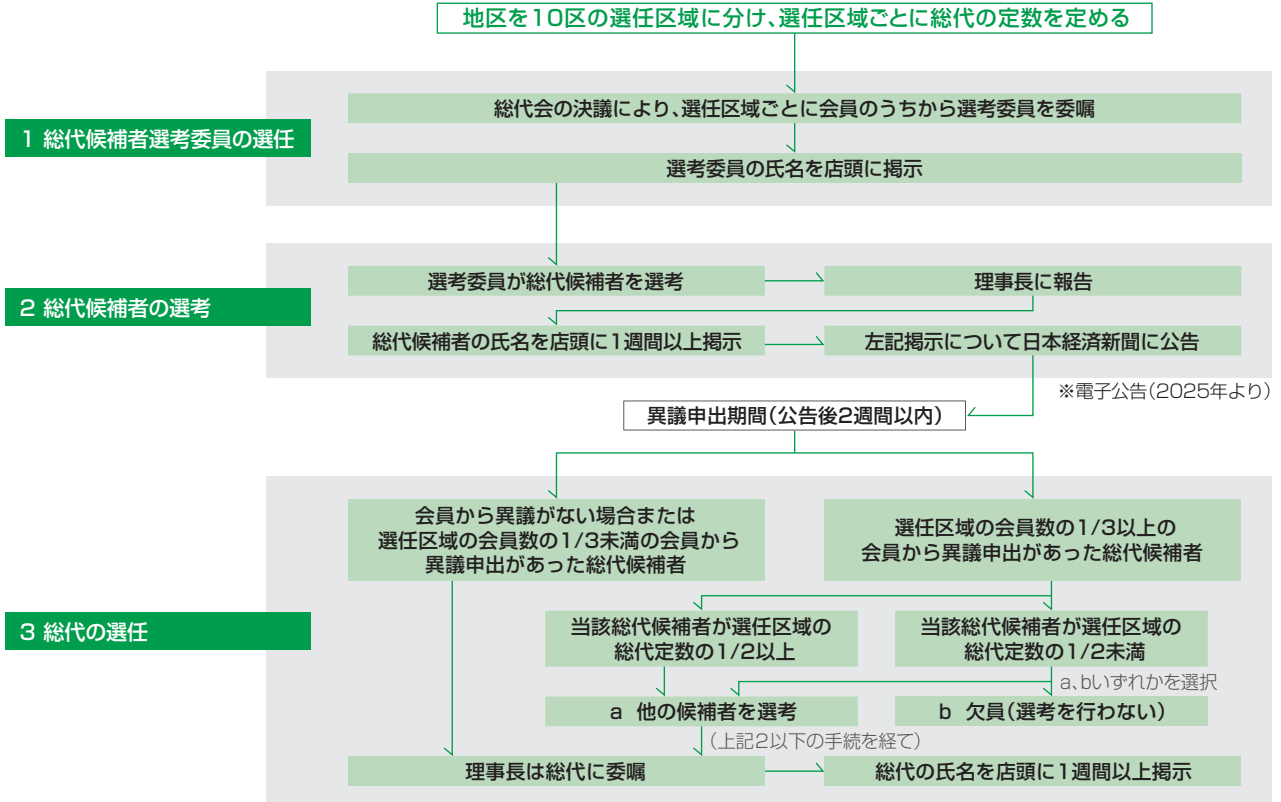 地区を10区の選任区域に分け、選任区域ごとに総代の定数を定める
1 総代候補者選考委員の選任
総代会の決議により、選任区域ごとに会員のうちから選考委員を委嘱
選考委員の氏名を店頭に掲示
2 総代候補者の選考
選考委員が総代候補者を選考
理事長に報告
総代候補者の氏名を店頭に1週間以上掲示
左記掲示について日本経済新聞に公告
※電子公告(2025年より)
異議申出期間(公告後2週間以内)
3 総代の選任
会員から異議がない場合または
選任区域の会員数の1/3未満の会員から
異議申出があった総代候補者
選任区域の会員数の1/3以上の
会員から異議申出があった総代候補者
当該総代候補者が選任区域の
総代定数の1/2以上
当該総代候補者が選任区域の
総代定数の1/2未満
a、bいずれかを選択
a 他の候補者を選考
b 欠員(選考を行わない)
(上記2以下の手続を経て)
理事長は総代に委嘱
総代の氏名を店頭に1週間以上掲示